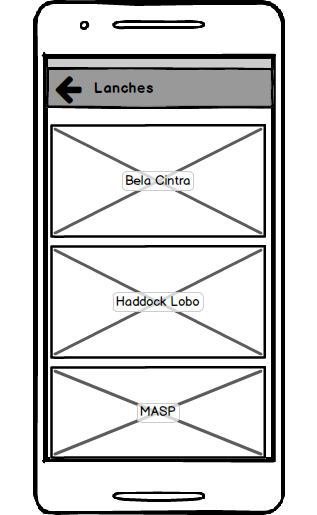 Lanches
Bela Cintra
Haddock Lobo
MASP